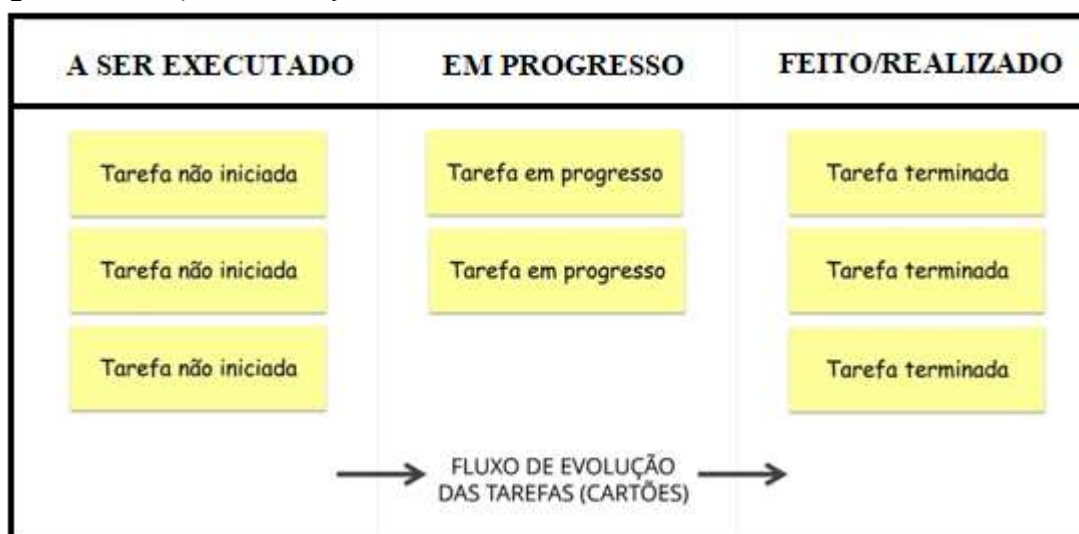 A SER EXECUTADO
EM PROGRESSO
FEITO/REALIZADO
Tarefa não iniciada
Tarefa em progresso
Tarefa terminada
Tarefa não iniciada
Tarefa em progresso
Tarefa terminada
Tarefa não iniciada
Tarefa terminada
FLUXO DE EVOLUÇÃO
DAS TAREFAS (CARTÕES)